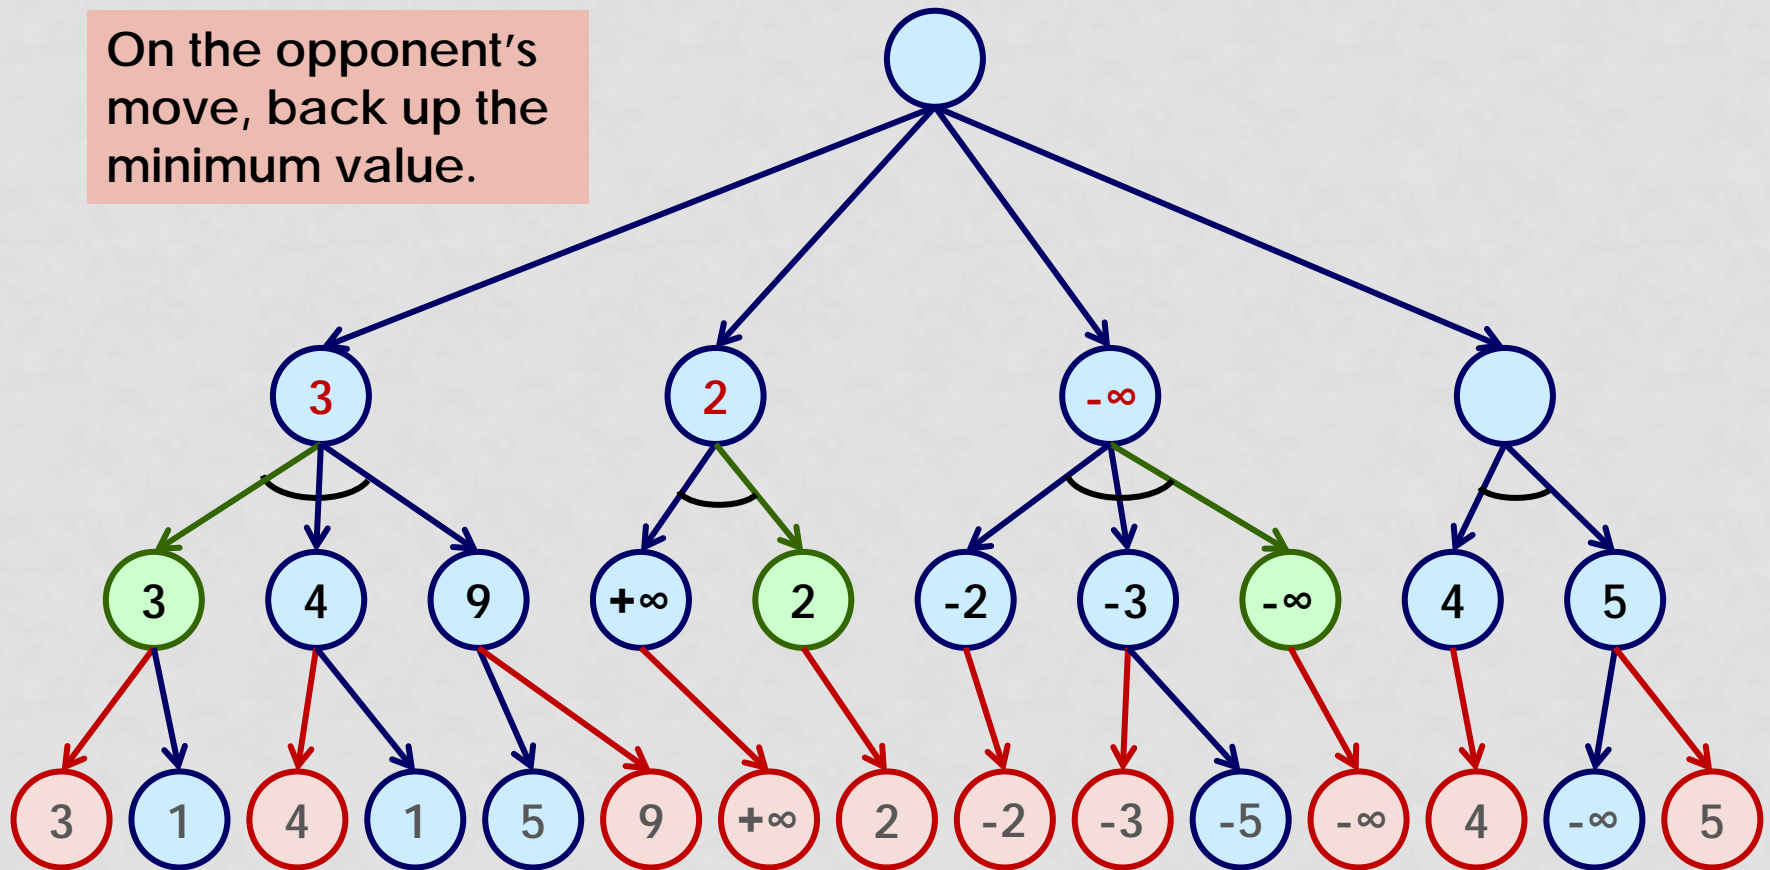 On the opponent's
move, back up the
minimum value.
3 2 -∞
3 4 9 +∞ 2 -2 -3 -∞ 4 5
3 1 4 1 5 9 +∞ 2 -2 -3 -5 -∞ 4 -∞ 5